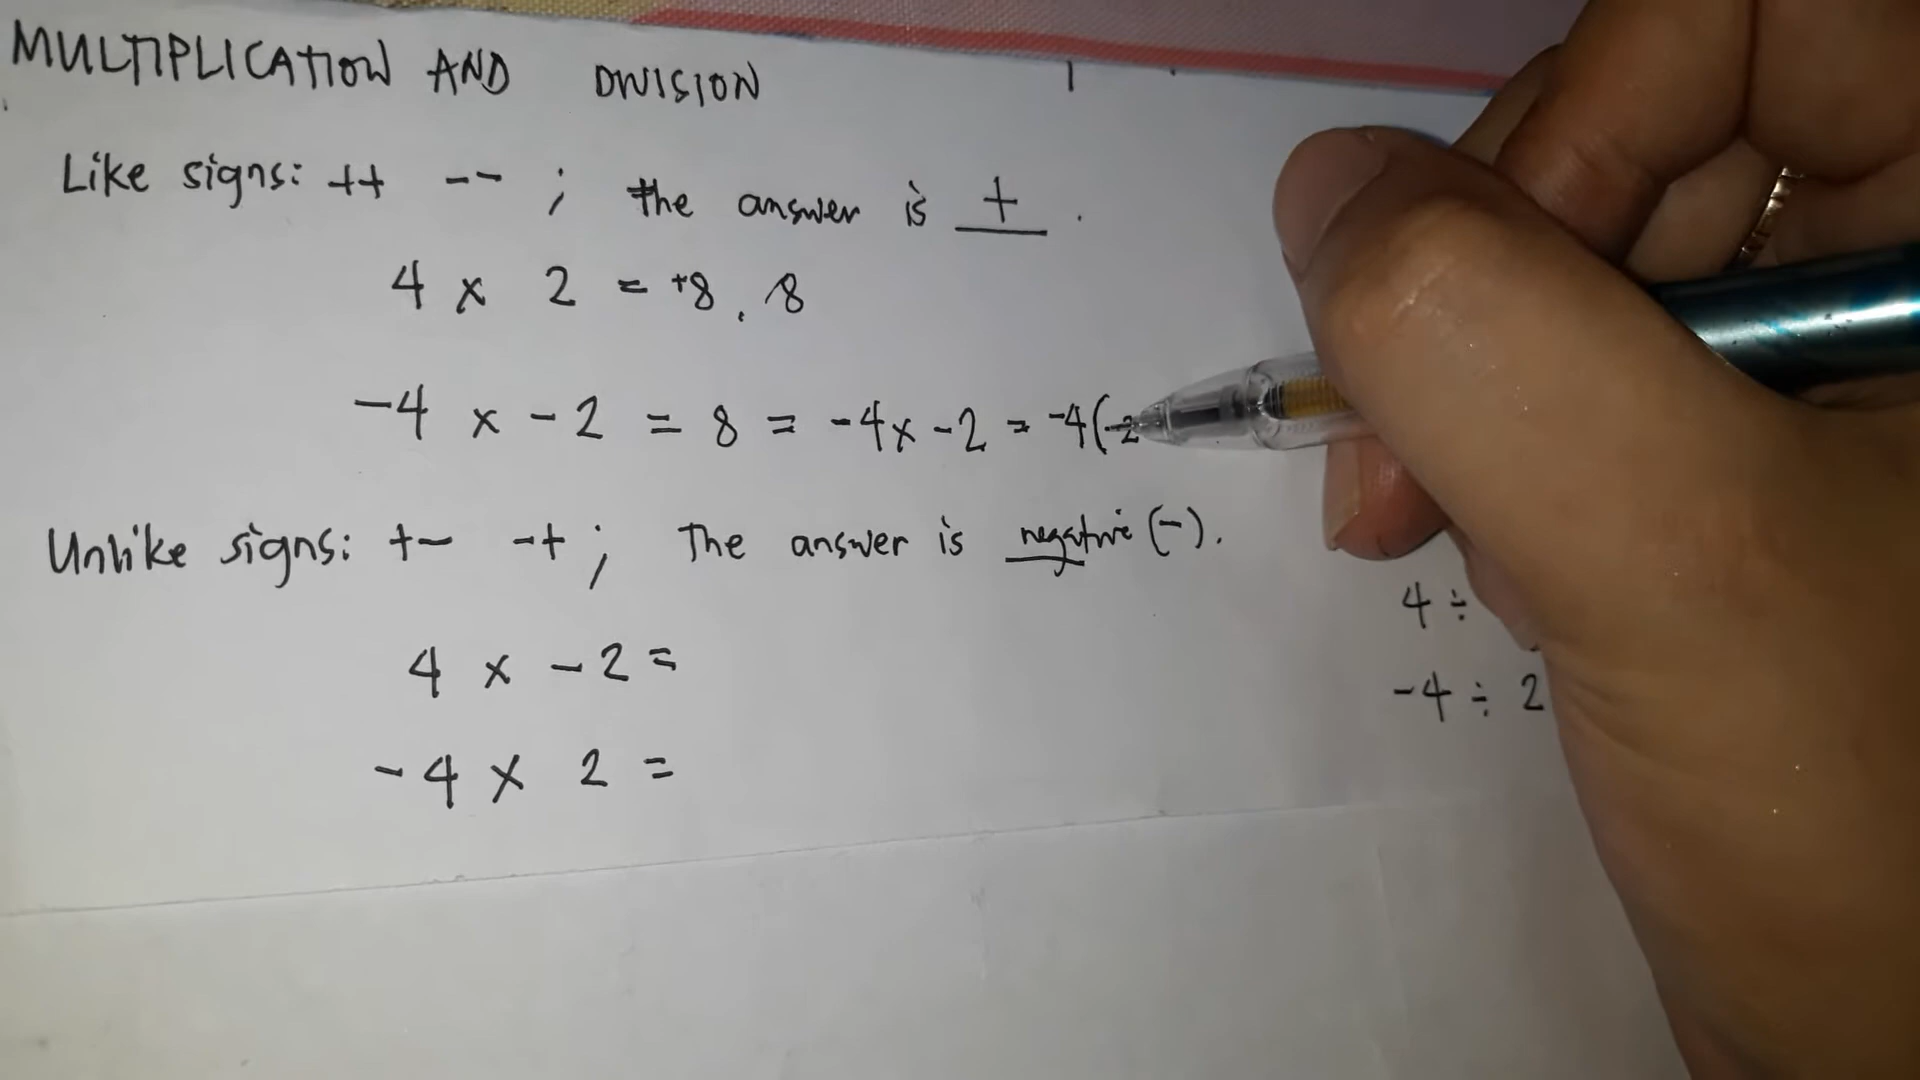 MULTIPLICATION AND DIVISION
Like signs: ++ -- ; the answer is + .
4 x 2 = +8, 8
-4 x -2 = 8 = -4x -2 = -4(-2
Unlike signs: +- -+ ; The answer is negative (-).
4 x -2 =
-4 x 2 =
4 ÷
-4 ÷ 2